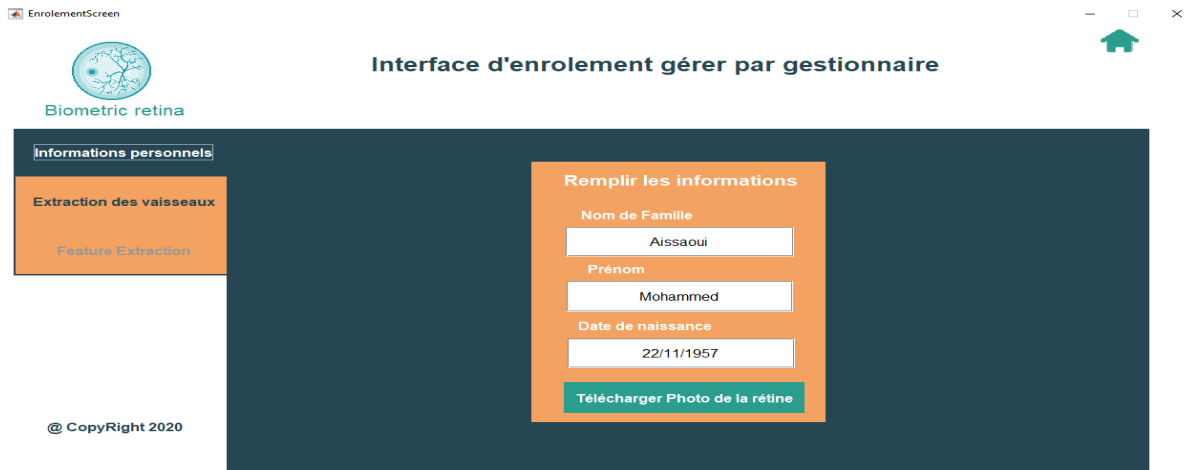 EnrolementScreen
Biometric retina
Interface d'enrolement gérer par gestionnaire
Informations personnels
Extraction des vaisseaux
Feature Extraction
@ CopyRight 2020
Remplir les informations
Nom de Famille
Aissaoui
Prénom
Mohammed
Date de naissance
22/11/1957
Télécharger Photo de la rétine